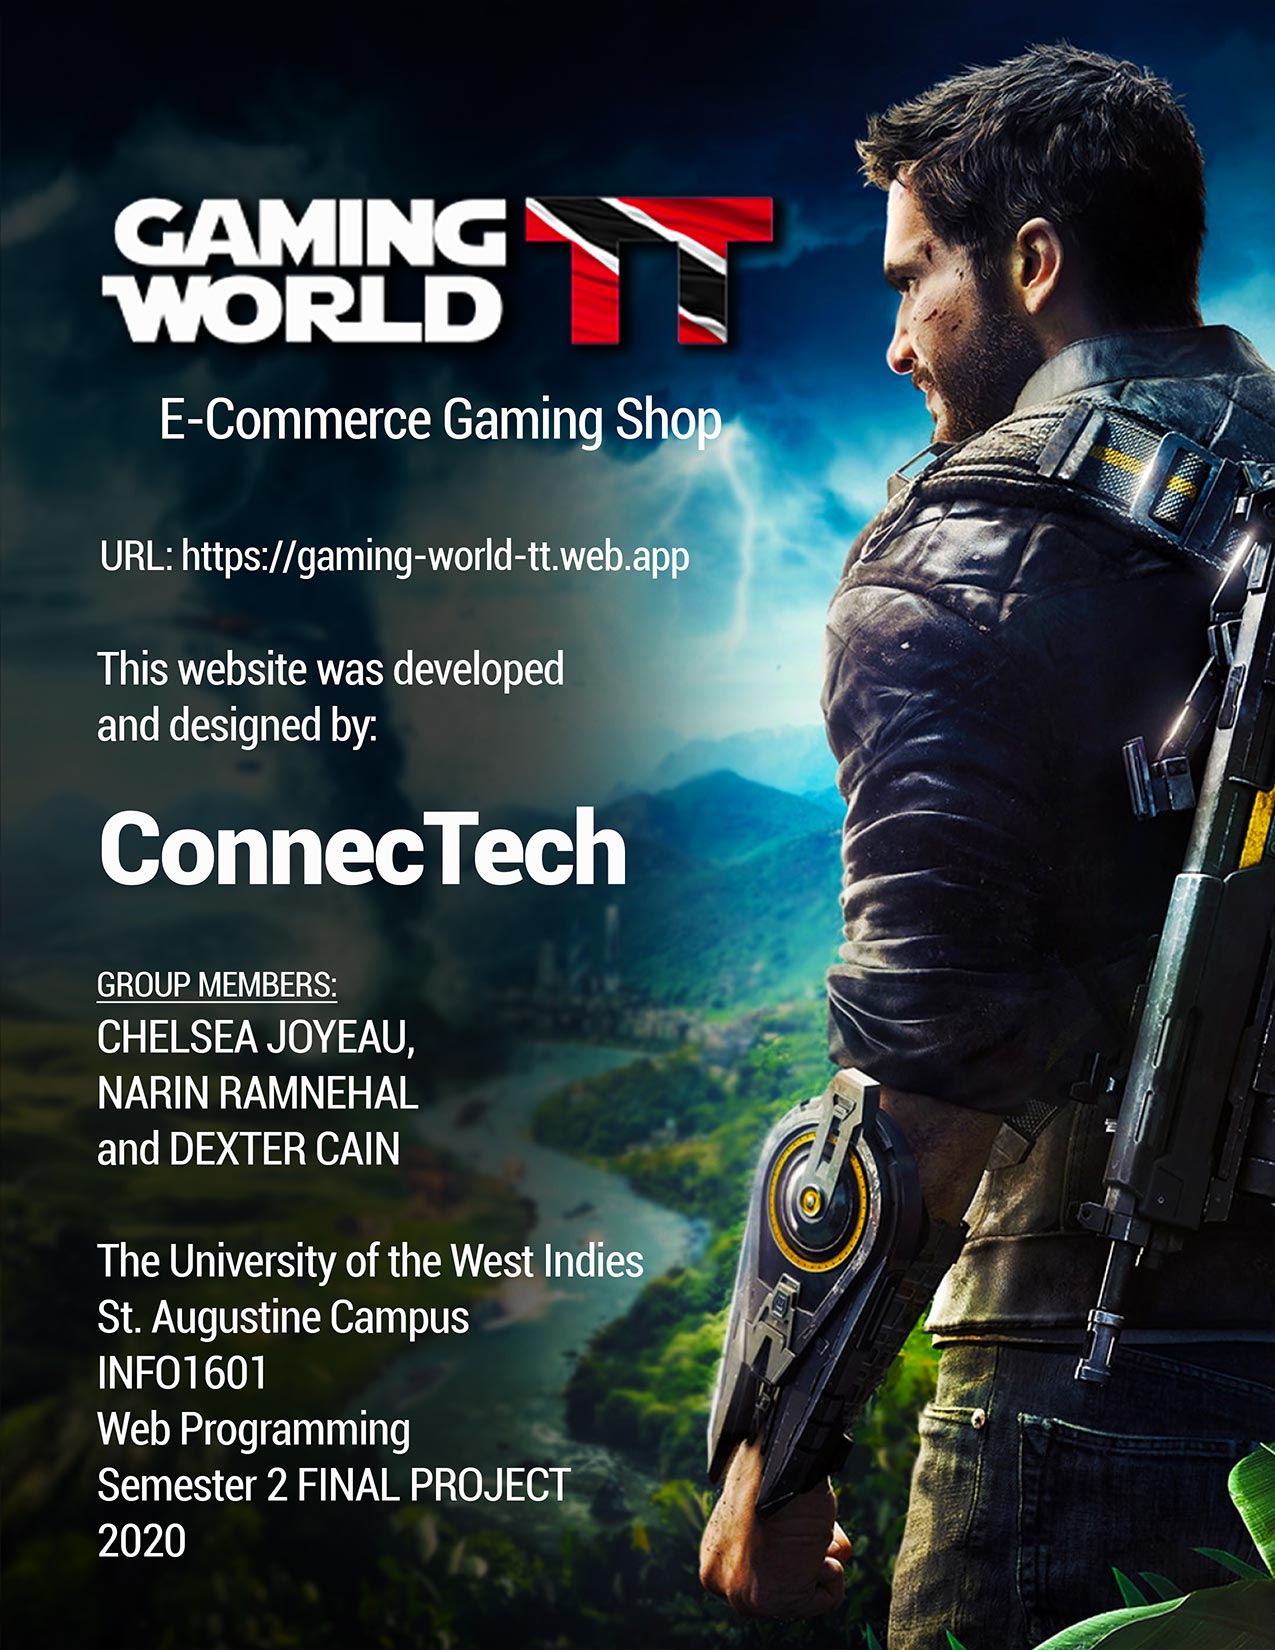 GAMING TT
WORLD
E-Commerce Gaming Shop
URL: https://gaming-world-tt.web.app
This website was developed
and designed by:
ConnecTech
GROUP MEMBERS:
CHELSEA JOYEAU,
NARIN RAMNEHAL
and DEXTER CAIN
The University of the West Indies
St. Augustine Campus
INFO1601
Web Programming
Semester 2 FINAL PROJECT
2020